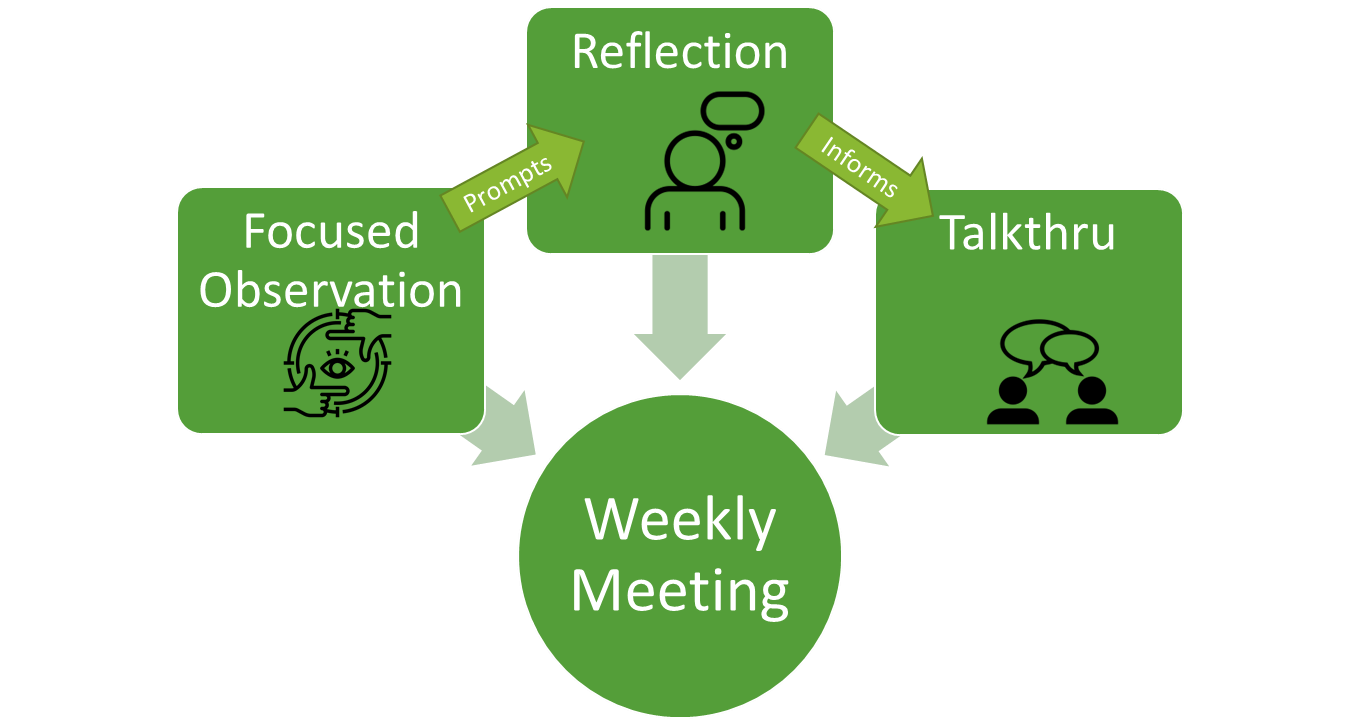 Reflection
Prompts
Informs
Focused
Observation
Talkthru
Weekly
Meeting